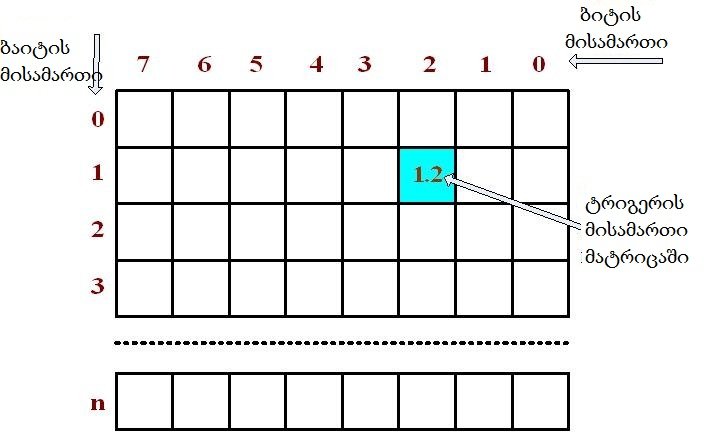 ბაიტის
მისამართი
ბიტის
მისამართი
7 6 5 4 3 2 1 0
0
1
1.2
2
3
n
ტრიგერის
მისამართი
მატრიცაში